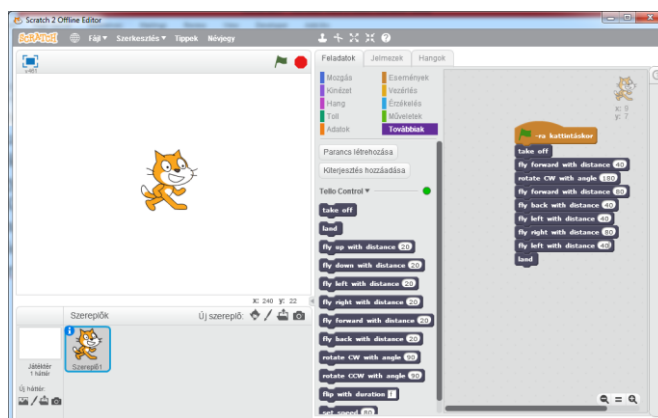 Scratch 2 Offline Editor
SCRATCH Fájl Szerkesztés Tippek Névjegy
v461
Feladatok Jelmezek Hangok
Mozgás Események
Kinézet Vezérlés
Hang Érzékelés
Toll Műveletek
Adatok Továbbiak
Parancs létrehozása
Kiterjesztés hozzáadása
Tello Control
take off
land
fly up with distance 20
fly down with distance 20
fly left with distance 20
fly right with distance 20
fly forward with distance 20
fly back with distance 20
rotate CW with angle 90
rotate CCW with angle 90
flip with duration
set speed 80
-ra kattintáskor
take off
fly forward with distance 40
rotate CW with angle 180
fly forward with distance 80
fly back with distance 40
fly left with distance 40
fly right with distance 80
fly left with distance 40
land
x: 240 y: 22
Szereplők Új szereplő:
Játéktér
1 háttér
Új háttér:
Szereplő1